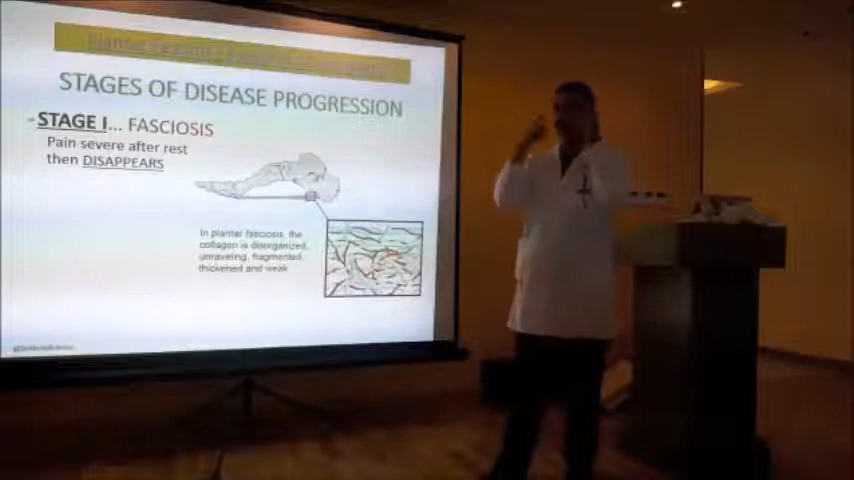 STAGES OF DISEASE PROGRESSION
- STAGE I... FASCIOSIS
Pain severe after rest
then DISAPPEARS
In plantar fasciosis, the
collagen is disorganized,
unraveling, fragmented,
thickened and weak